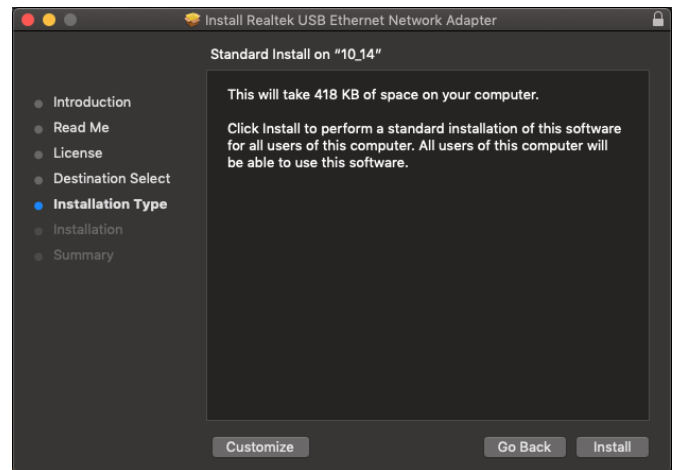 Install Realtek USB Ethernet Network Adapter
Standard Install on “10_14”
Introduction
Read Me
License
Destination Select
Installation Type
Installation
Summary
This will take 418 KB of space on your computer.
Click Install to perform a standard installation of this software
for all users of this computer. All users of this computer will
be able to use this software.
Customize
Go Back
Install